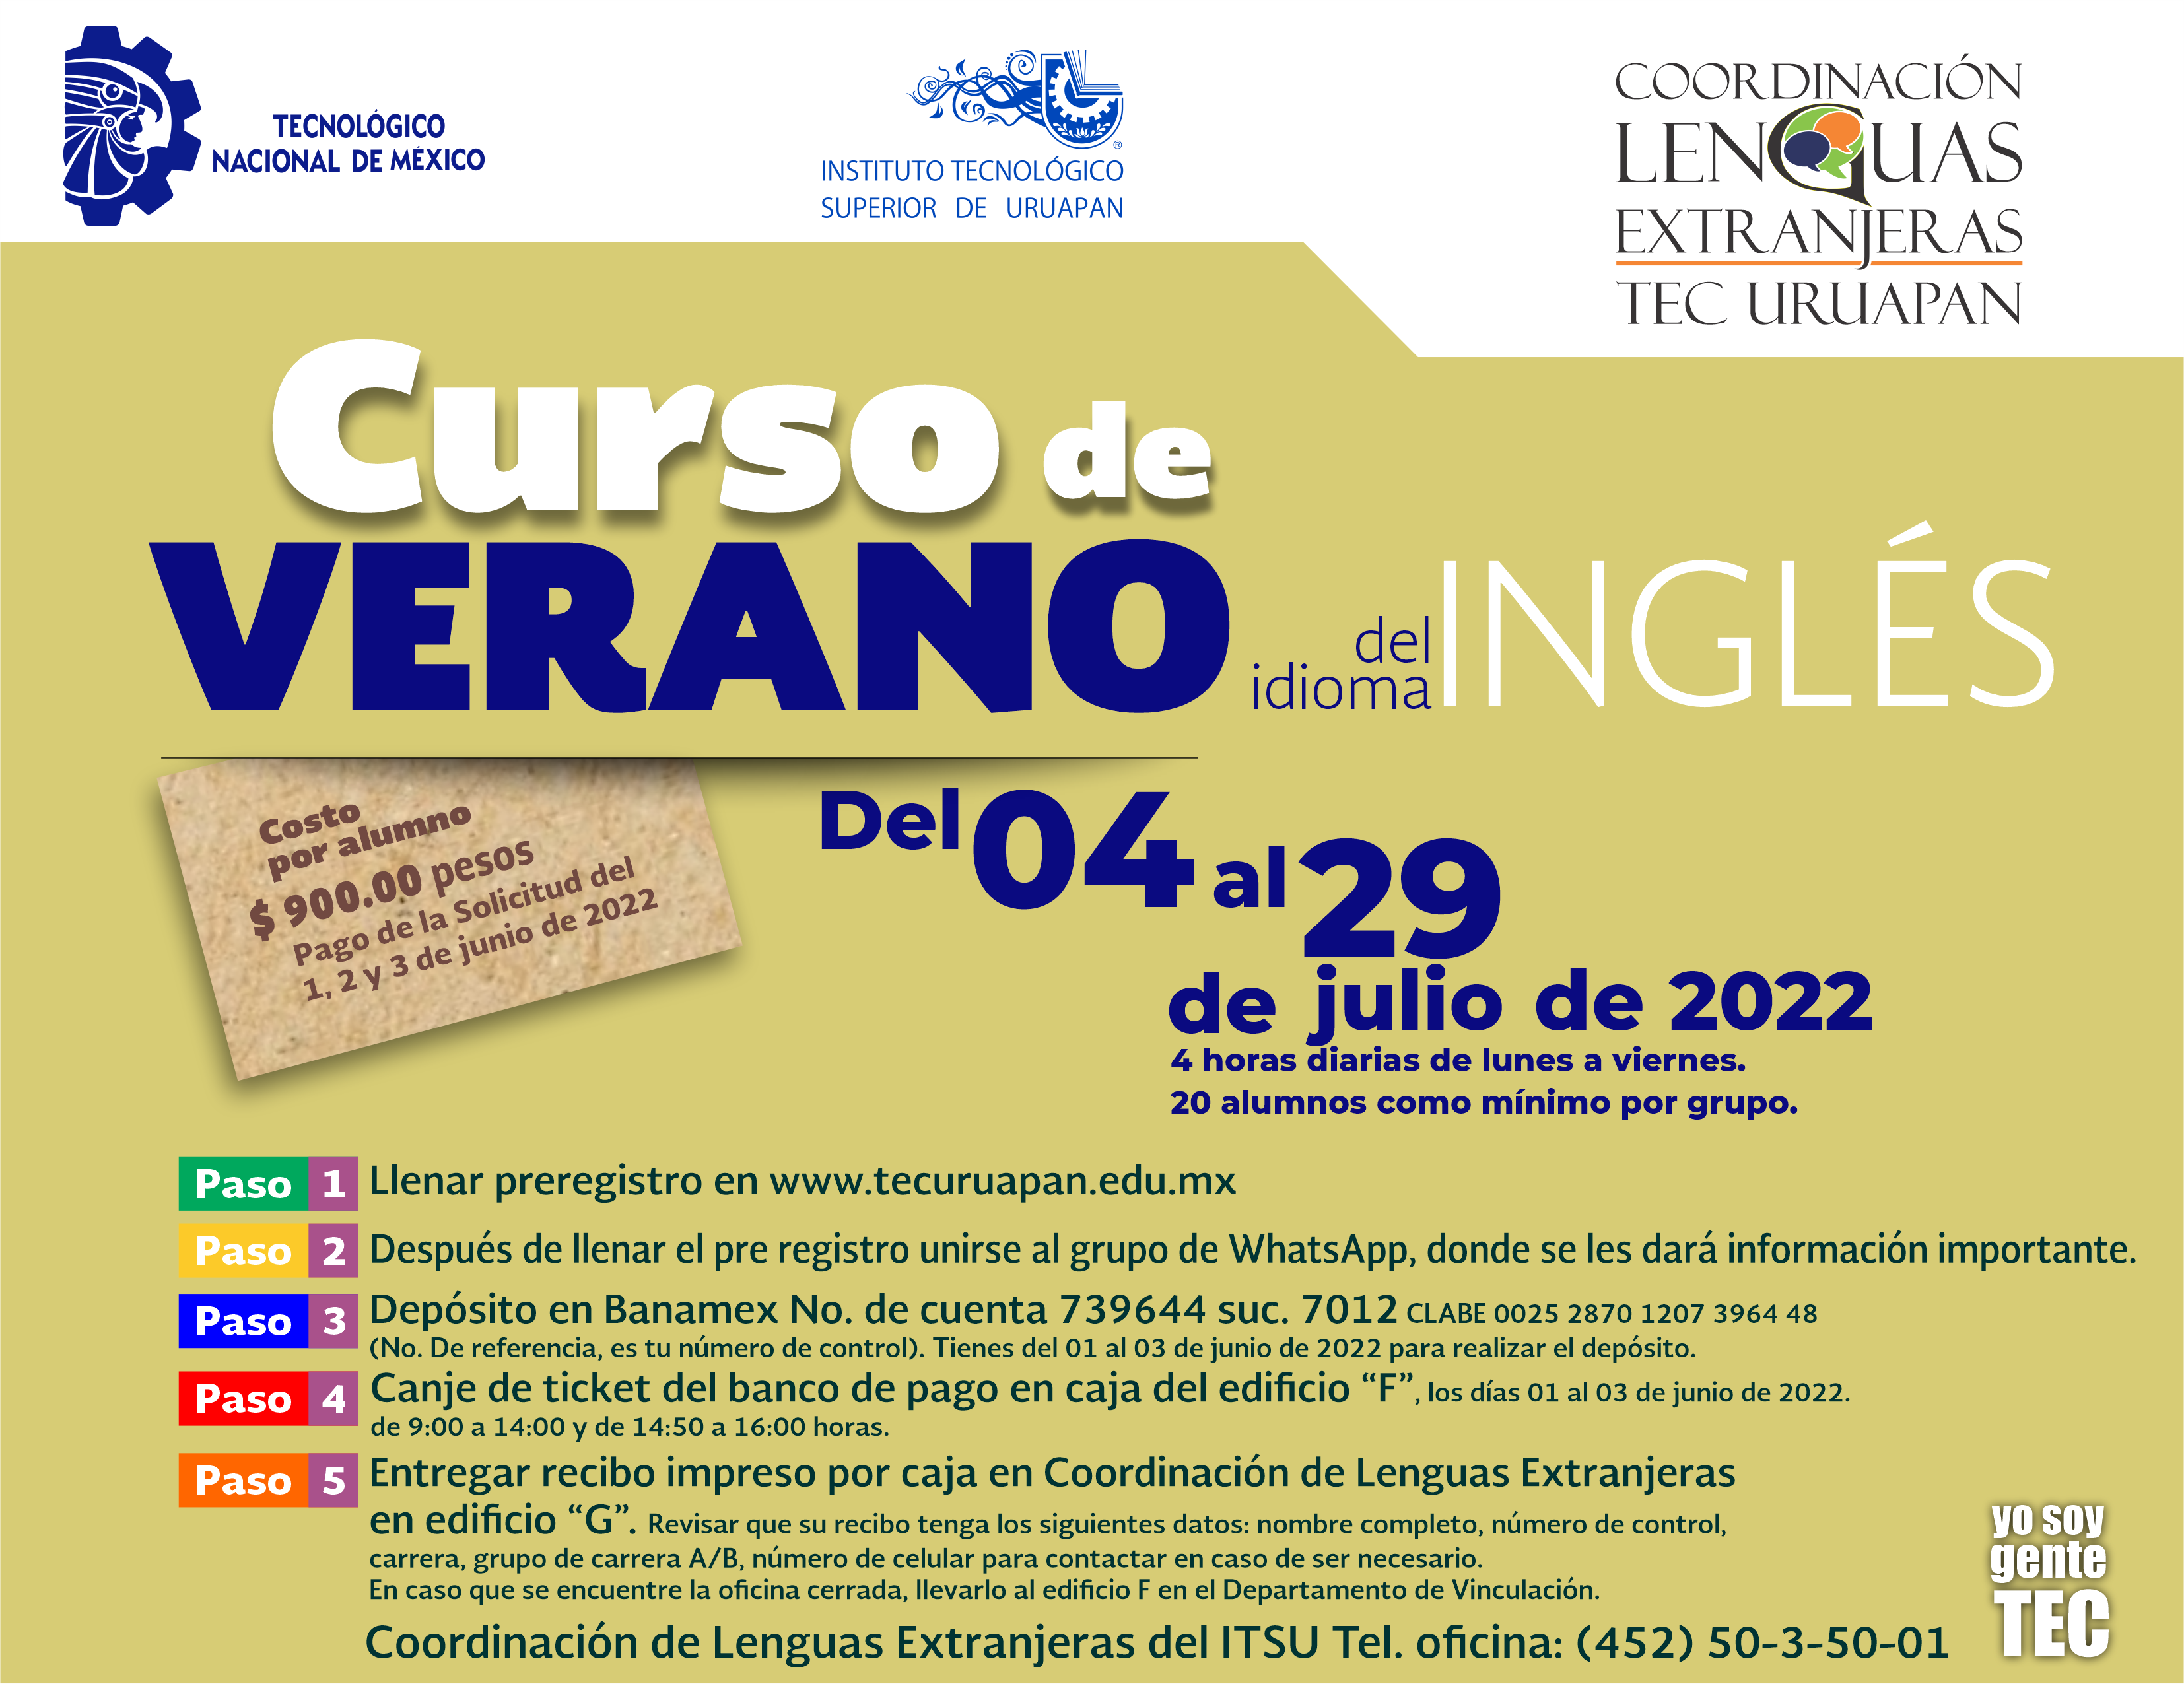 TECNOLÓGICO
NACIONAL DE MÉXICO
INSTITUTO TECNOLÓGICO
SUPERIOR DE URUAPAN
®
COORDINACIÓN
LENGUAS
EXTRANJERAS
TEC URUAPAN
Curso de
VERANO
del
idioma
INGLÉS
Costo
por alumno
$ 900.00 pesos
Pago de la Solicitud del
1, 2 y 3 de junio de 2022
Del 04 al 29
de julio de 2022
4 horas diarias de lunes a viernes.
20 alumnos como mínimo por grupo.
Paso 1 Llenar preregistro en www.tecuruapan.edu.mx
Paso 2 Después de llenar el pre registro unirse al grupo de WhatsApp, donde se les dará información importante.
Paso 3 Depósito en Banamex No. de cuenta 739644 suc. 7012 CLABE 0025 2870 1207 3964 48
(No. De referencia, es tu número de control). Tienes del 01 al 03 de junio de 2022 para realizar el depósito.
Paso 4 Canje de ticket del banco de pago en caja del edificio “F”, los días 01 al 03 de junio de 2022.
de 9:00 a 14:00 y de 14:50 a 16:00 horas.
Paso 5 Entregar recibo impreso por caja en Coordinación de Lenguas Extranjeras
en edificio “G”. Revisar que su recibo tenga los siguientes datos: nombre completo, número de control,
carrera, grupo de carrera A/B, número de celular para contactar en caso de ser necesario.
En caso que se encuentre la oficina cerrada, llevarlo al edificio F en el Departamento de Vinculación.
Coordinación de Lenguas Extranjeras del ITSU Tel. oficina: (452) 50-3-50-01
yo soy
gente
TEC